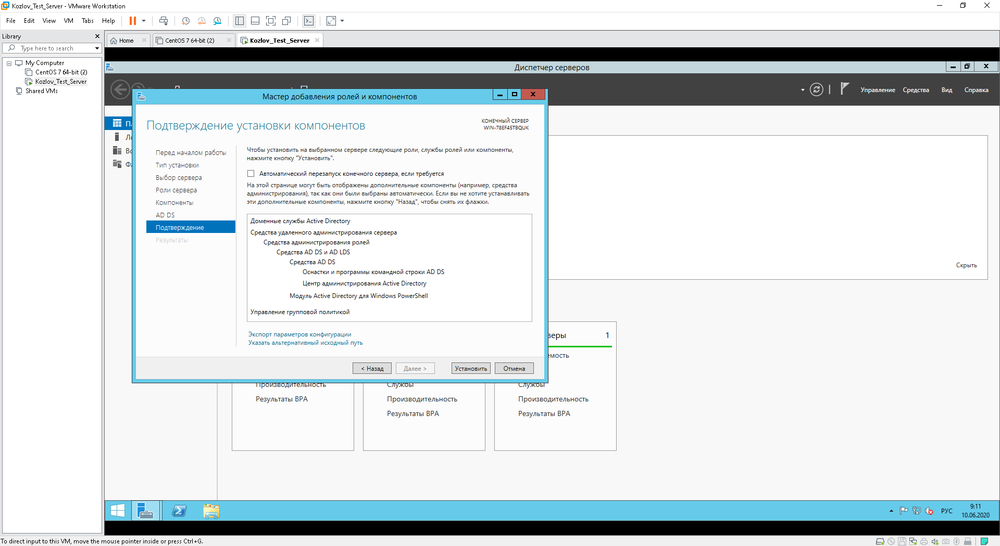 Kozlov_Test_Server - VMware Workstation
File Edit View VM Tabs Help
Library
Type here to search
My Computer
CentOS 7 64-bit (2)
Kozlov_Test_Server
Shared VMs
Home
CentOS 7 64-bit (2)
Kozlov_Test_Server
Диспетчер серверов
Управление Средства Вид Справка
Мастер добавления ролей и компонентов
Подтверждение установки компонентов
КОНЕЧНЫЙ СЕРВЕР
WIN-78EF45TBQUK
Перед началом работы
Тип установки
Выбор сервера
Роли сервера
Компоненты
AD DS
Подтверждение
Результаты
Чтобы установить на выбранном сервере следующие роли, службы ролей или компоненты,
нажмите кнопку "Установить".
Автоматический перезапуск конечного сервера, если требуется
На этой странице могут быть отображены дополнительные компоненты (например, средства
администрирования), так как они были выбраны автоматически. Если вы не хотите устанавливать
эти дополнительные компоненты, нажмите кнопку "Назад", чтобы снять их флажки.
Доменные службы Active Directory
Средства удаленного администрирования сервера
Средства администрирования ролей
Средства AD DS и AD LDS
Средства AD DS
Оснастки и программы командной строки AD DS
Центр администрирования Active Directory
Модуль Active Directory для Windows PowerShell
Управление групповой политикой
Экспорт параметров конфигурации
Указать альтернативный исходный путь
< Назад
Далее >
Установить
Отмена
Скрыть
веры 1
емость
Производительность
Результаты BPA
Службы
Производительность
Результаты BPA
Службы
Производительность
Результаты BPA
РУС
9:11
10.06.2020
To direct input to this VM, move the mouse pointer inside or press Ctrl+G.